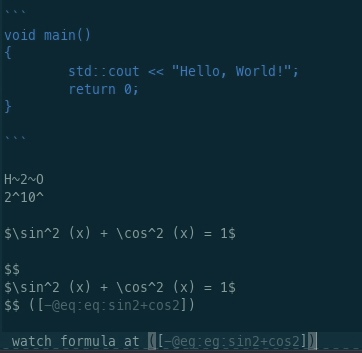 ```
void main()
{
        std::cout << "Hello, World!";
        return 0;
}
```
H~2~O
2^10^
$\sin^2 (x) + \cos^2 (x) = 1$
$$
$\sin^2 (x) + \cos^2 (x) = 1$
$$ ([-@eq:eq:sin2+cos2])
watch formula at ([-@eq:eq:sin2+cos2])